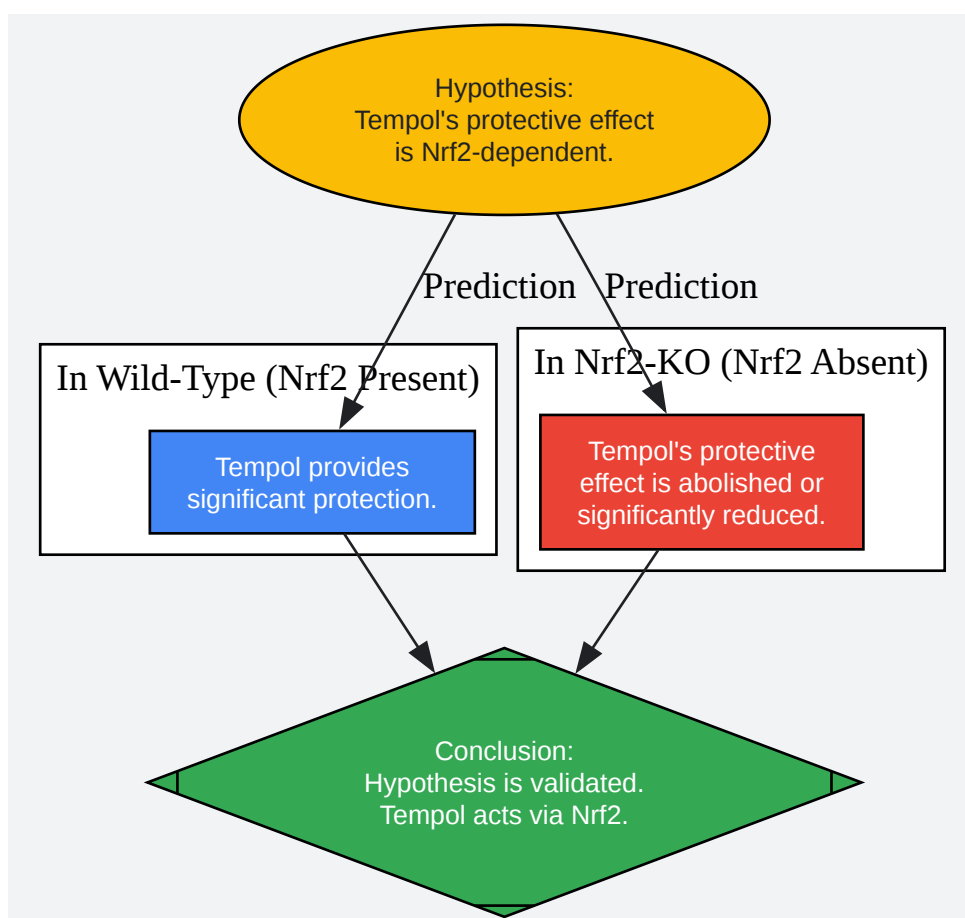 Hypothesis:
Tempol's protective effect
is Nrf2-dependent.
Prediction
Prediction
In Wild-Type (Nrf2 Present)
Tempol provides
significant protection.
In Nrf2-KO (Nrf2 Absent)
Tempol's protective
effect is abolished or
significantly reduced.
Conclusion:
Hypothesis is validated.
Tempol acts via Nrf2.